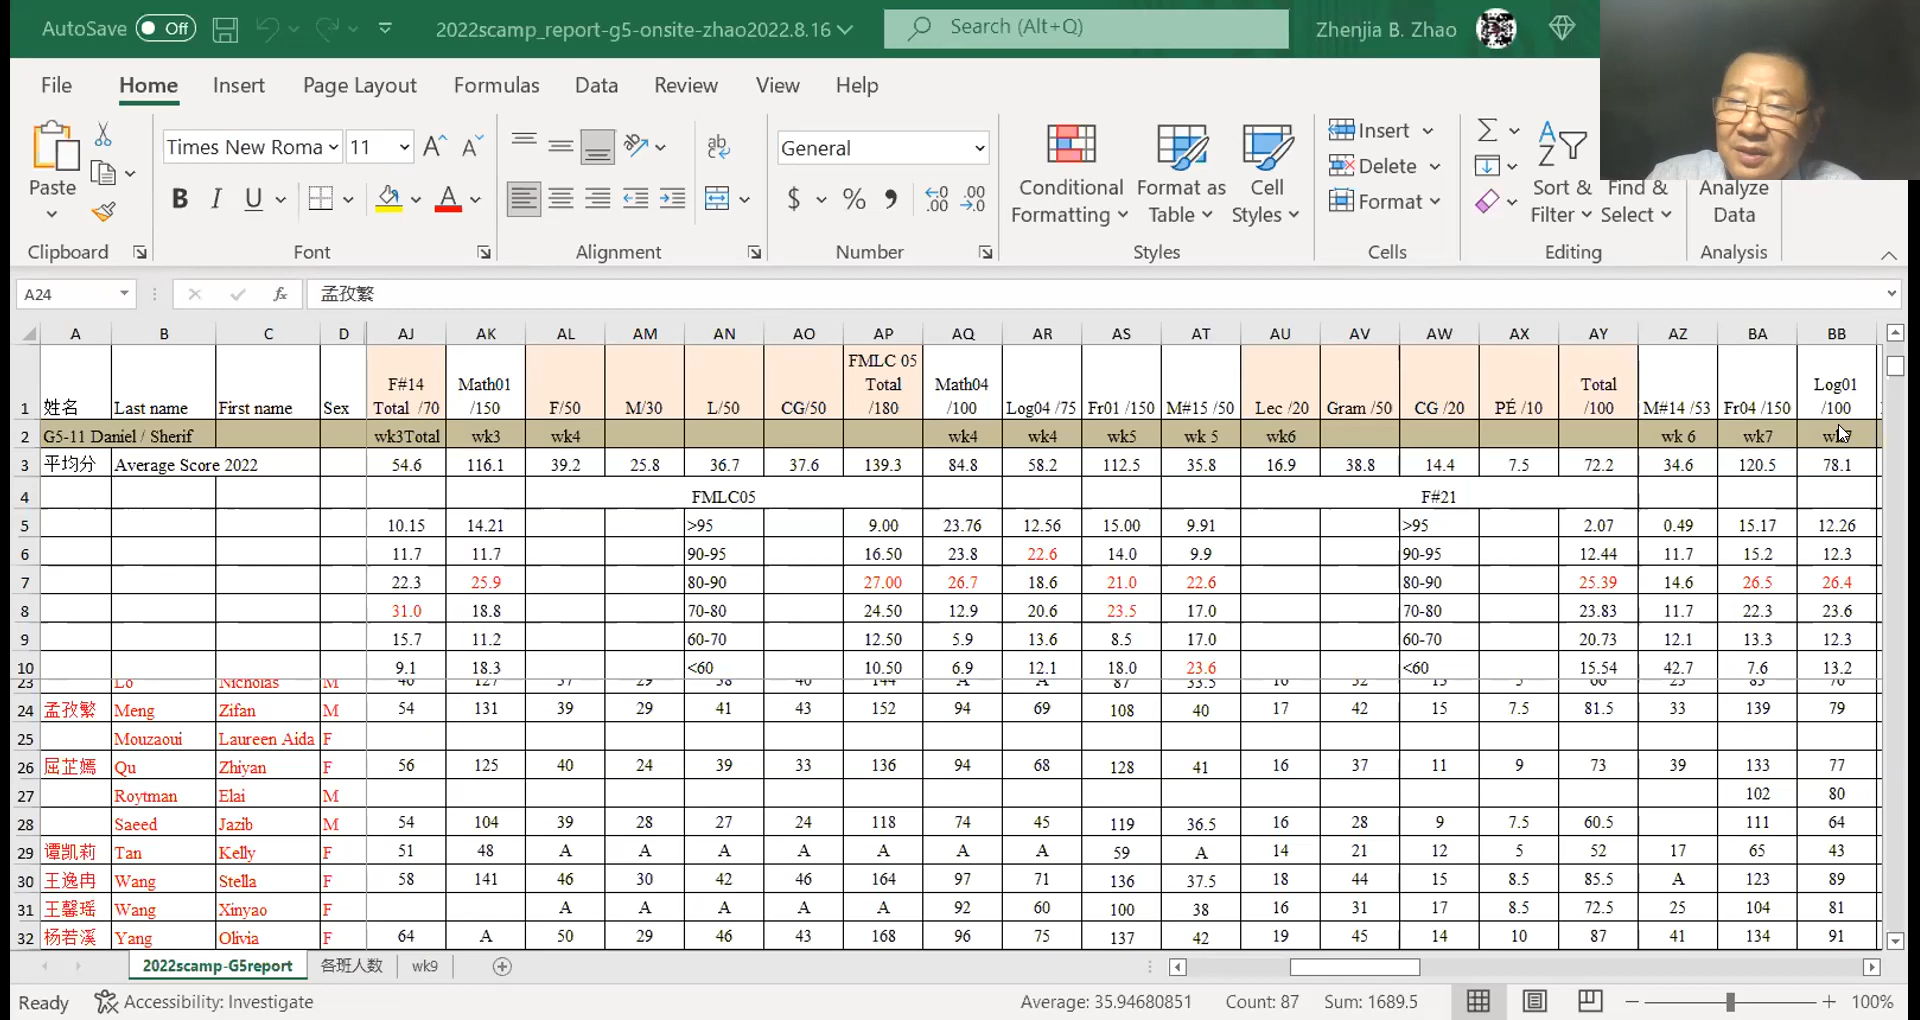 AutoSave Off 2022scamp_report-g5-onsite-zhao2022.8.16 Search (Alt+Q) Zhenjia B. Zhao
File Home Insert Page Layout Formulas Data Review View Help
Paste Times New Roma 11 General Conditional Formatting Format as Table Cell Styles Insert Delete Format Sort & Filter Find & Select Analyze Data
Clipboard Font Alignment Number Styles Cells Editing Analysis
A24 fx 孟孜繁
A B C D AJ AK AL AM AN AO AP AQ AR AS AT AU AV AW AX AY AZ BA BB
1 姓名 Last name First name Sex F#14 Total /70 Math01 /150 F/50 M/30 L/50 CG/50 FMLC 05 Total /180 Math04 /100 Log04 /75 Fr01 /150 M#15 /50 Lec /20 Gram /50 CG /20 PÉ /10 Total /100 M#14 /53 Fr04 /150 Log01 /100
2 G5-11 Daniel / Sherif wk3Total wk3 wk4 wk4 wk4 wk5 wk 5 wk6 wk 6 wk7
3 平均分 Average Score 2022 54.6 116.1 39.2 25.8 36.7 37.6 139.3 84.8 58.2 112.5 35.8 16.9 38.8 14.4 7.5 72.2 34.6 120.5 78.1
4 FMLC05 F#21
5 10.15 14.21 >95 9.00 23.76 12.56 15.00 9.91 >95 2.07 0.49 15.17 12.26
6 11.7 11.7 90-95 16.50 23.8 22.6 14.0 9.9 90-95 12.44 11.7 15.2 12.3
7 22.3 25.9 80-90 27.00 26.7 18.6 21.0 22.6 80-90 25.39 14.6 26.5 26.4
8 31.0 18.8 70-80 24.50 12.9 20.6 23.5 17.0 70-80 23.83 11.7 22.3 23.6
9 15.7 11.2 60-70 12.50 5.9 13.6 8.5 17.0 60-70 20.73 12.1 13.3 12.3
10 9.1 18.3 <60 10.50 6.9 12.1 18.0 23.6 <60 15.54 42.7 7.6 13.2
23 Lo Nicholas M 87 33.5
24 孟孜繁 Meng Zifan M 54 131 39 29 41 43 152 94 69 108 40 17 42 15 7.5 81.5 33 139 79
25 Mouzaoui Laureen Aida F
26 屈芷嫣 Qu Zhiyan F 56 125 40 24 39 33 136 94 68 128 41 16 37 11 9 73 39 133 77
27 Roytman Elai M 102 80
28 Saeed Jazib M 54 104 39 28 27 24 118 74 45 119 36.5 16 28 9 7.5 60.5 111 64
29 谭凯莉 Tan Kelly F 51 48 A A A A A A A 59 A 14 21 12 5 52 17 65 43
30 王逸冉 Wang Stella F 58 141 46 30 42 46 164 97 71 136 37.5 18 44 15 8.5 85.5 A 123 89
31 王馨瑶 Wang Xinyao F A A A A A 92 60 100 38 16 31 17 8.5 72.5 25 104 81
32 杨若溪 Yang Olivia F 64 A 50 29 46 43 168 96 75 137 42 19 45 14 10 87 41 134 91
2022scamp-G5report 各班人数 wk9
Ready Accessibility: Investigate Average: 35.94680851 Count: 87 Sum: 1689.5 100%